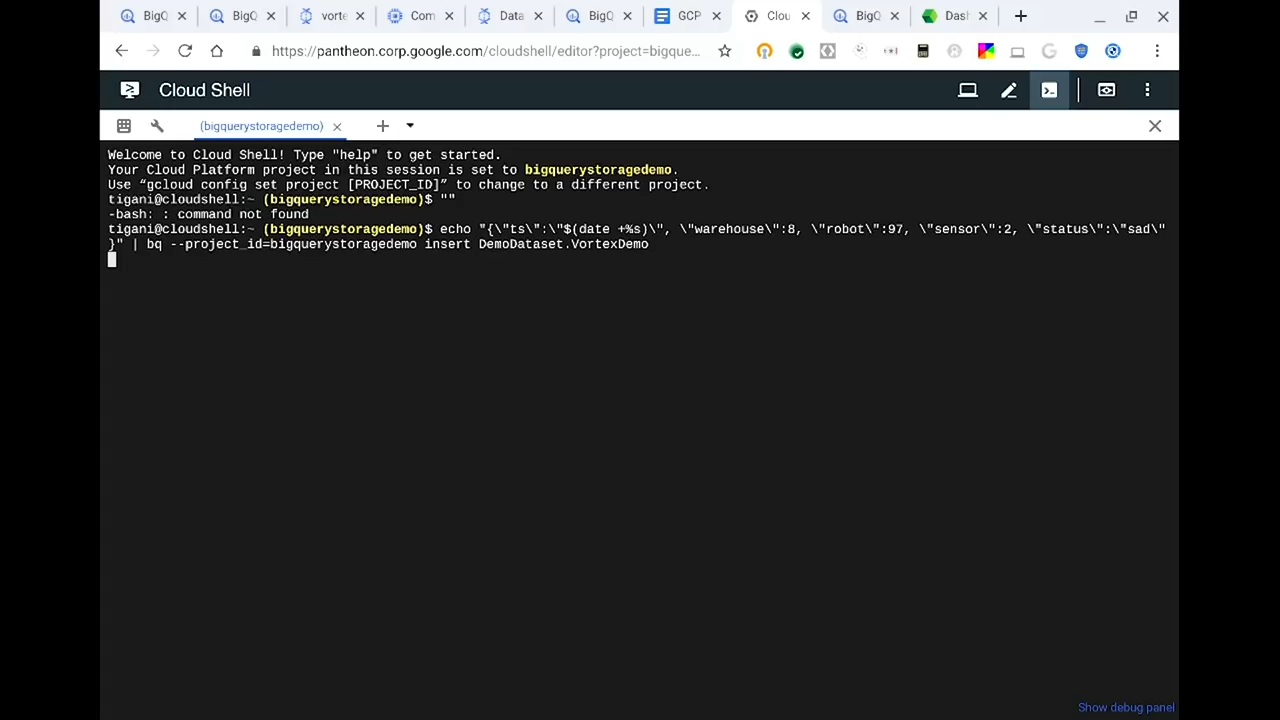 BigQ
BigQ
vorte
Com
Data
BigQ
GCP
Clou
BigQ
Dash
https://pantheon.corp.google.com/cloudshell/editor?project=bigque...
Cloud Shell
(bigquerystoragedemo)
Welcome to Cloud Shell! Type "help" to get started.
Your Cloud Platform project in this session is set to bigquerystoragedemo.
Use “gcloud config set project [PROJECT_ID]” to change to a different project.
tigani@cloudshell:~ (bigquerystoragedemo)$ ""
-bash: : command not found
tigani@cloudshell:~ (bigquerystoragedemo)$ echo "{\"ts\":\"$(date +%s)\", \"warehouse\":8, \"robot\":97, \"sensor\":2, \"status\":\"sad\"
}" | bq --project_id=bigquerystoragedemo insert DemoDataset.VortexDemo
Show debug panel